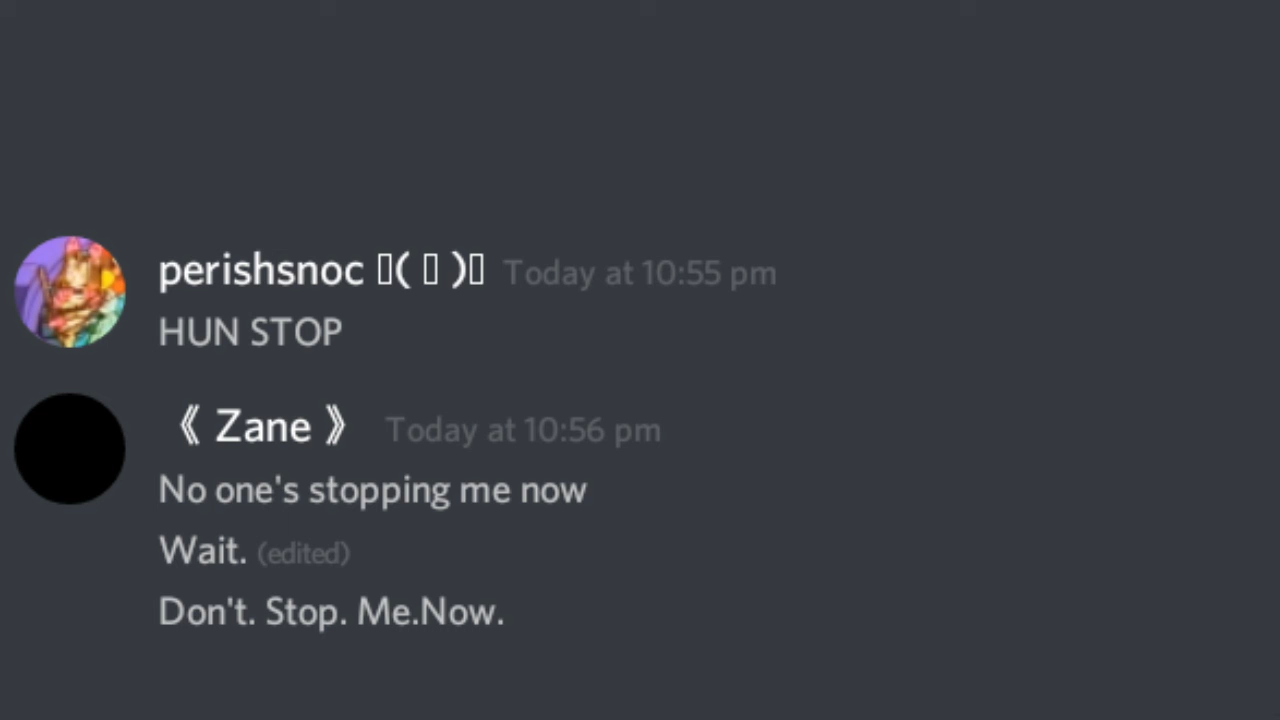 perishsnoc ▯( ▯ )▯ Today at 10:55 pm
HUN STOP
《 Zane 》 Today at 10:56 pm
No one's stopping me now
Wait. (edited)
Don't. Stop. Me.Now.